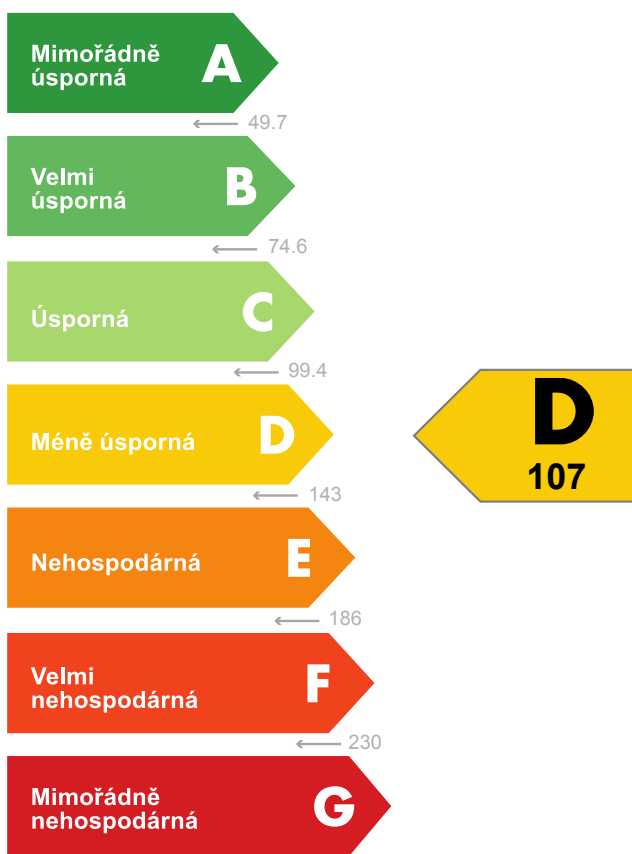 Mimořádně
úsporná
A
← 49.7
Velmi
úsporná
B
← 74.6
Úsporná
C
← 99.4
Méně úsporná
D
← 143
D
107
Nehospodárná
E
← 186
Velmi
nehospodárná
F
← 230
Mimořádně
nehospodárná
G